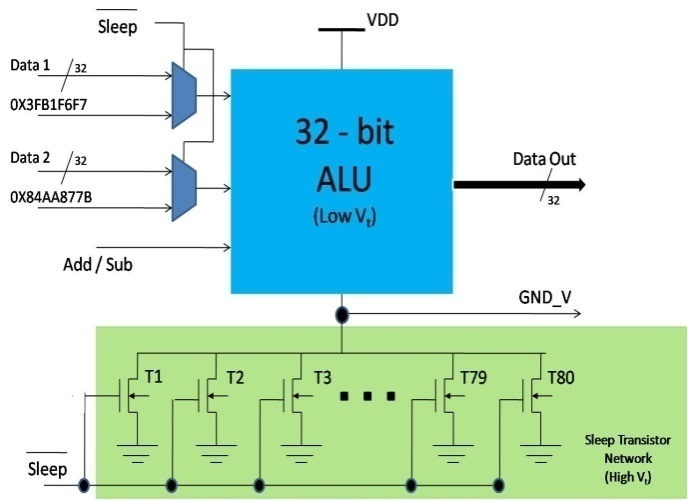 Sleep
VDD
Data 1
32
0X3FB1F6F7
Data 2
32
0X84AA877B
Add / Sub
32 - bit
ALU
(Low Vt)
Data Out
32
GND_V
T1
T2
T3
T79
T80
Sleep
Sleep Transistor
Network
(High Vt)